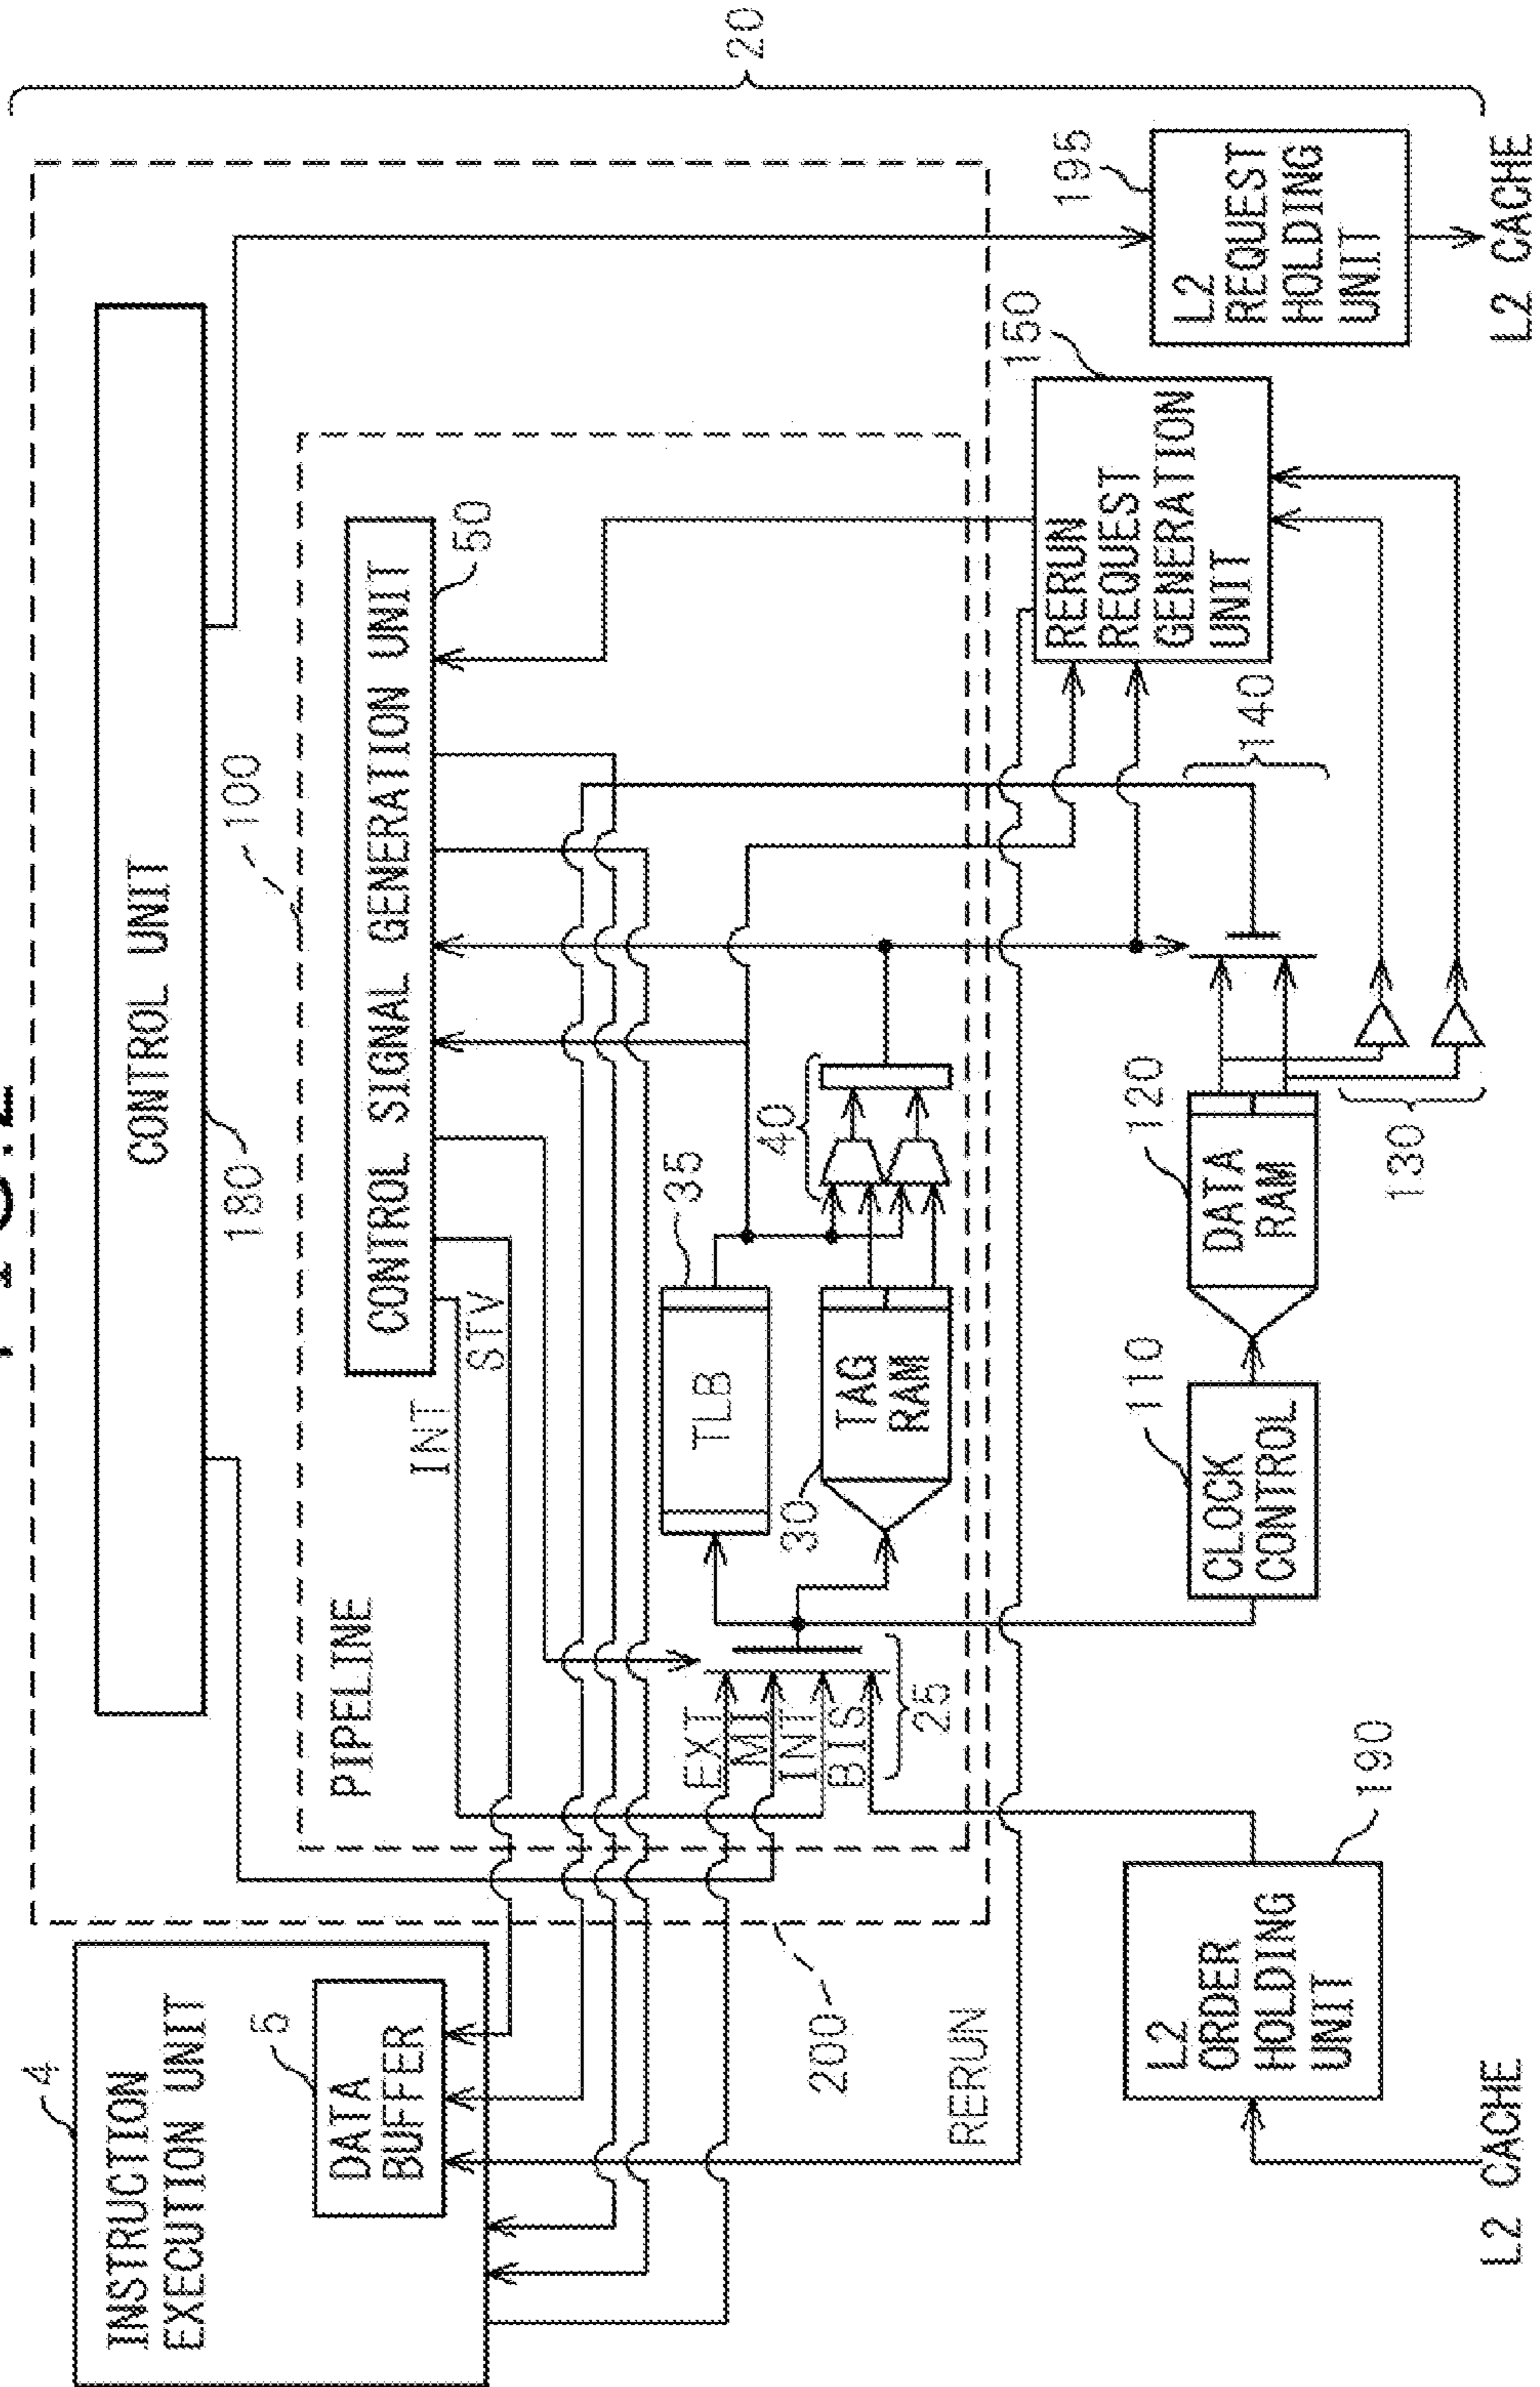 20
CONTROL UNIT
180
100
200
PIPELINE
CONTROL SIGNAL GENERATION UNIT
50
INT
STV
INSTRUCTION
EXECUTION UNIT
4
DATA
BUFFER
5
EXT
MI
INT
BIS
25
TLB
35
TAG
RAM
30
40
RERUN
L2
ORDER
HOLDING
UNIT
190
L2 CACHE
CLOCK
CONTROL
110
DATA
RAM
120
130
140
RERUN
REQUEST
GENERATION
UNIT
150
L2
REQUEST
HOLDING
UNIT
195
L2 CACHE